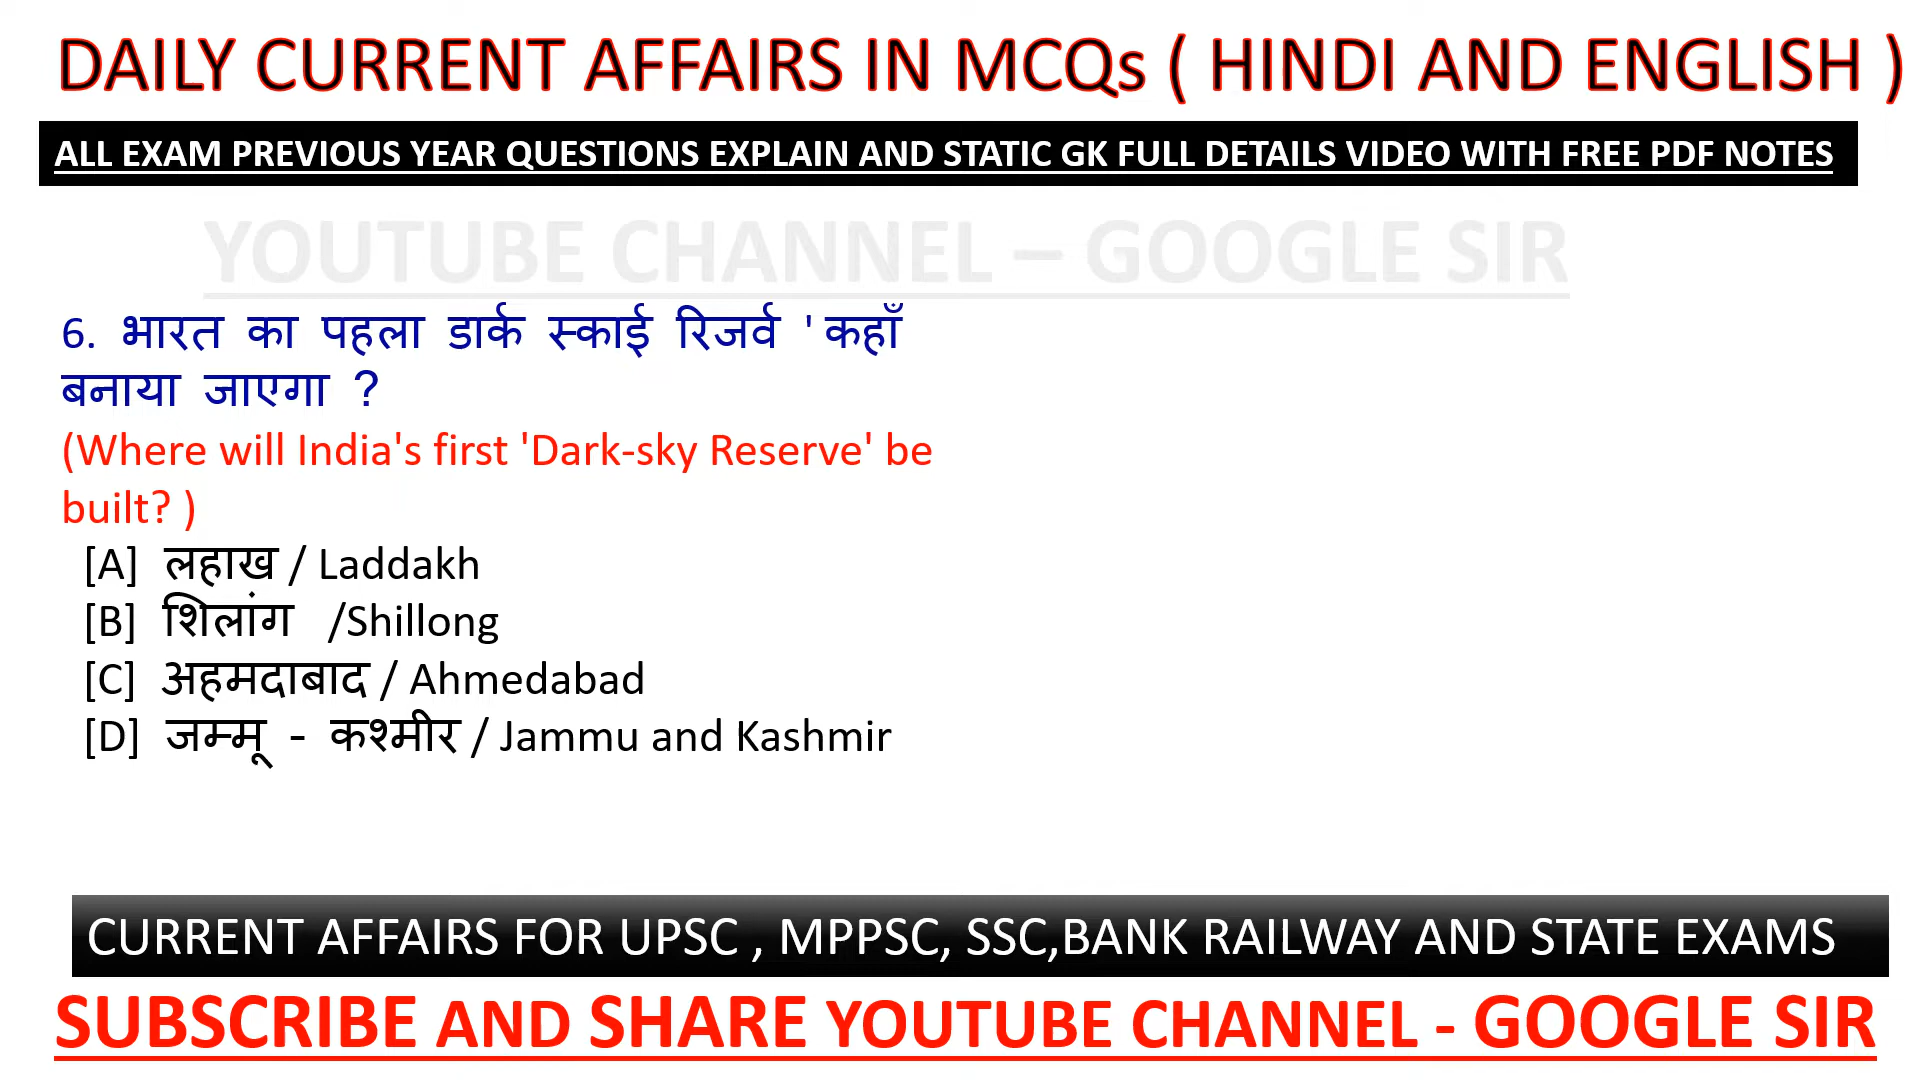 DAILY CURRENT AFFAIRS IN MCQs ( HINDI AND ENGLISH )
ALL EXAM PREVIOUS YEAR QUESTIONS EXPLAIN AND STATIC GK FULL DETAILS VIDEO WITH FREE PDF NOTES
YOUTUBE CHANNEL – GOOGLE SIR
6. भारत का पहला डार्क स्काई रिजर्व ' कहाँ
बनाया जाएगा ?
(Where will India's first 'Dark-sky Reserve' be
built? )
[A] लहाख / Laddakh
[B] शिलांग /Shillong
[C] अहमदाबाद / Ahmedabad
[D] जम्मू - कश्मीर / Jammu and Kashmir
CURRENT AFFAIRS FOR UPSC , MPPSC, SSC,BANK RAILWAY AND STATE EXAMS
SUBSCRIBE AND SHARE YOUTUBE CHANNEL - GOOGLE SIR